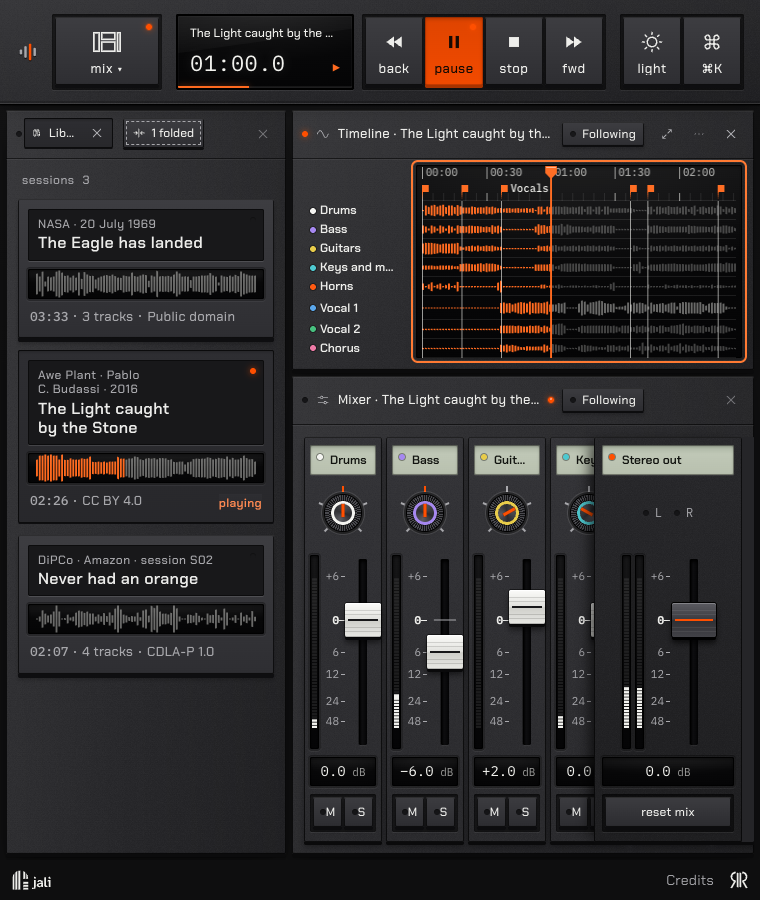 The Light caught by the ...
01:00.0
mix
back
pause
stop
fwd
light
⌘K
Lib...
1 folded
sessions 3
NASA · 20 July 1969
The Eagle has landed
03:33 · 3 tracks · Public domain
Awe Plant · Pablo
C. Budassi · 2016
The Light caught
by the Stone
02:26 · CC BY 4.0
playing
DiPCo · Amazon · session S02
Never had an orange
02:07 · 4 tracks · CDLA-P 1.0
Timeline · The Light caught by th...
Following
00:00 00:30 01:00 01:30 02:00
Vocals
Drums
Bass
Guitars
Keys and m...
Horns
Vocal 1
Vocal 2
Chorus
Mixer · The Light caught by the...
Following
Drums Bass Guit... Key Stereo out
L R
+6 +6 +6 +6
0 0 0 0
6 6 6 6
12 12 12 12
24 24 24 24
48 48 48 48
0.0 dB −6.0 dB +2.0 dB 0.0 0.0 dB
M S M S M S M reset mix
jali
Credits